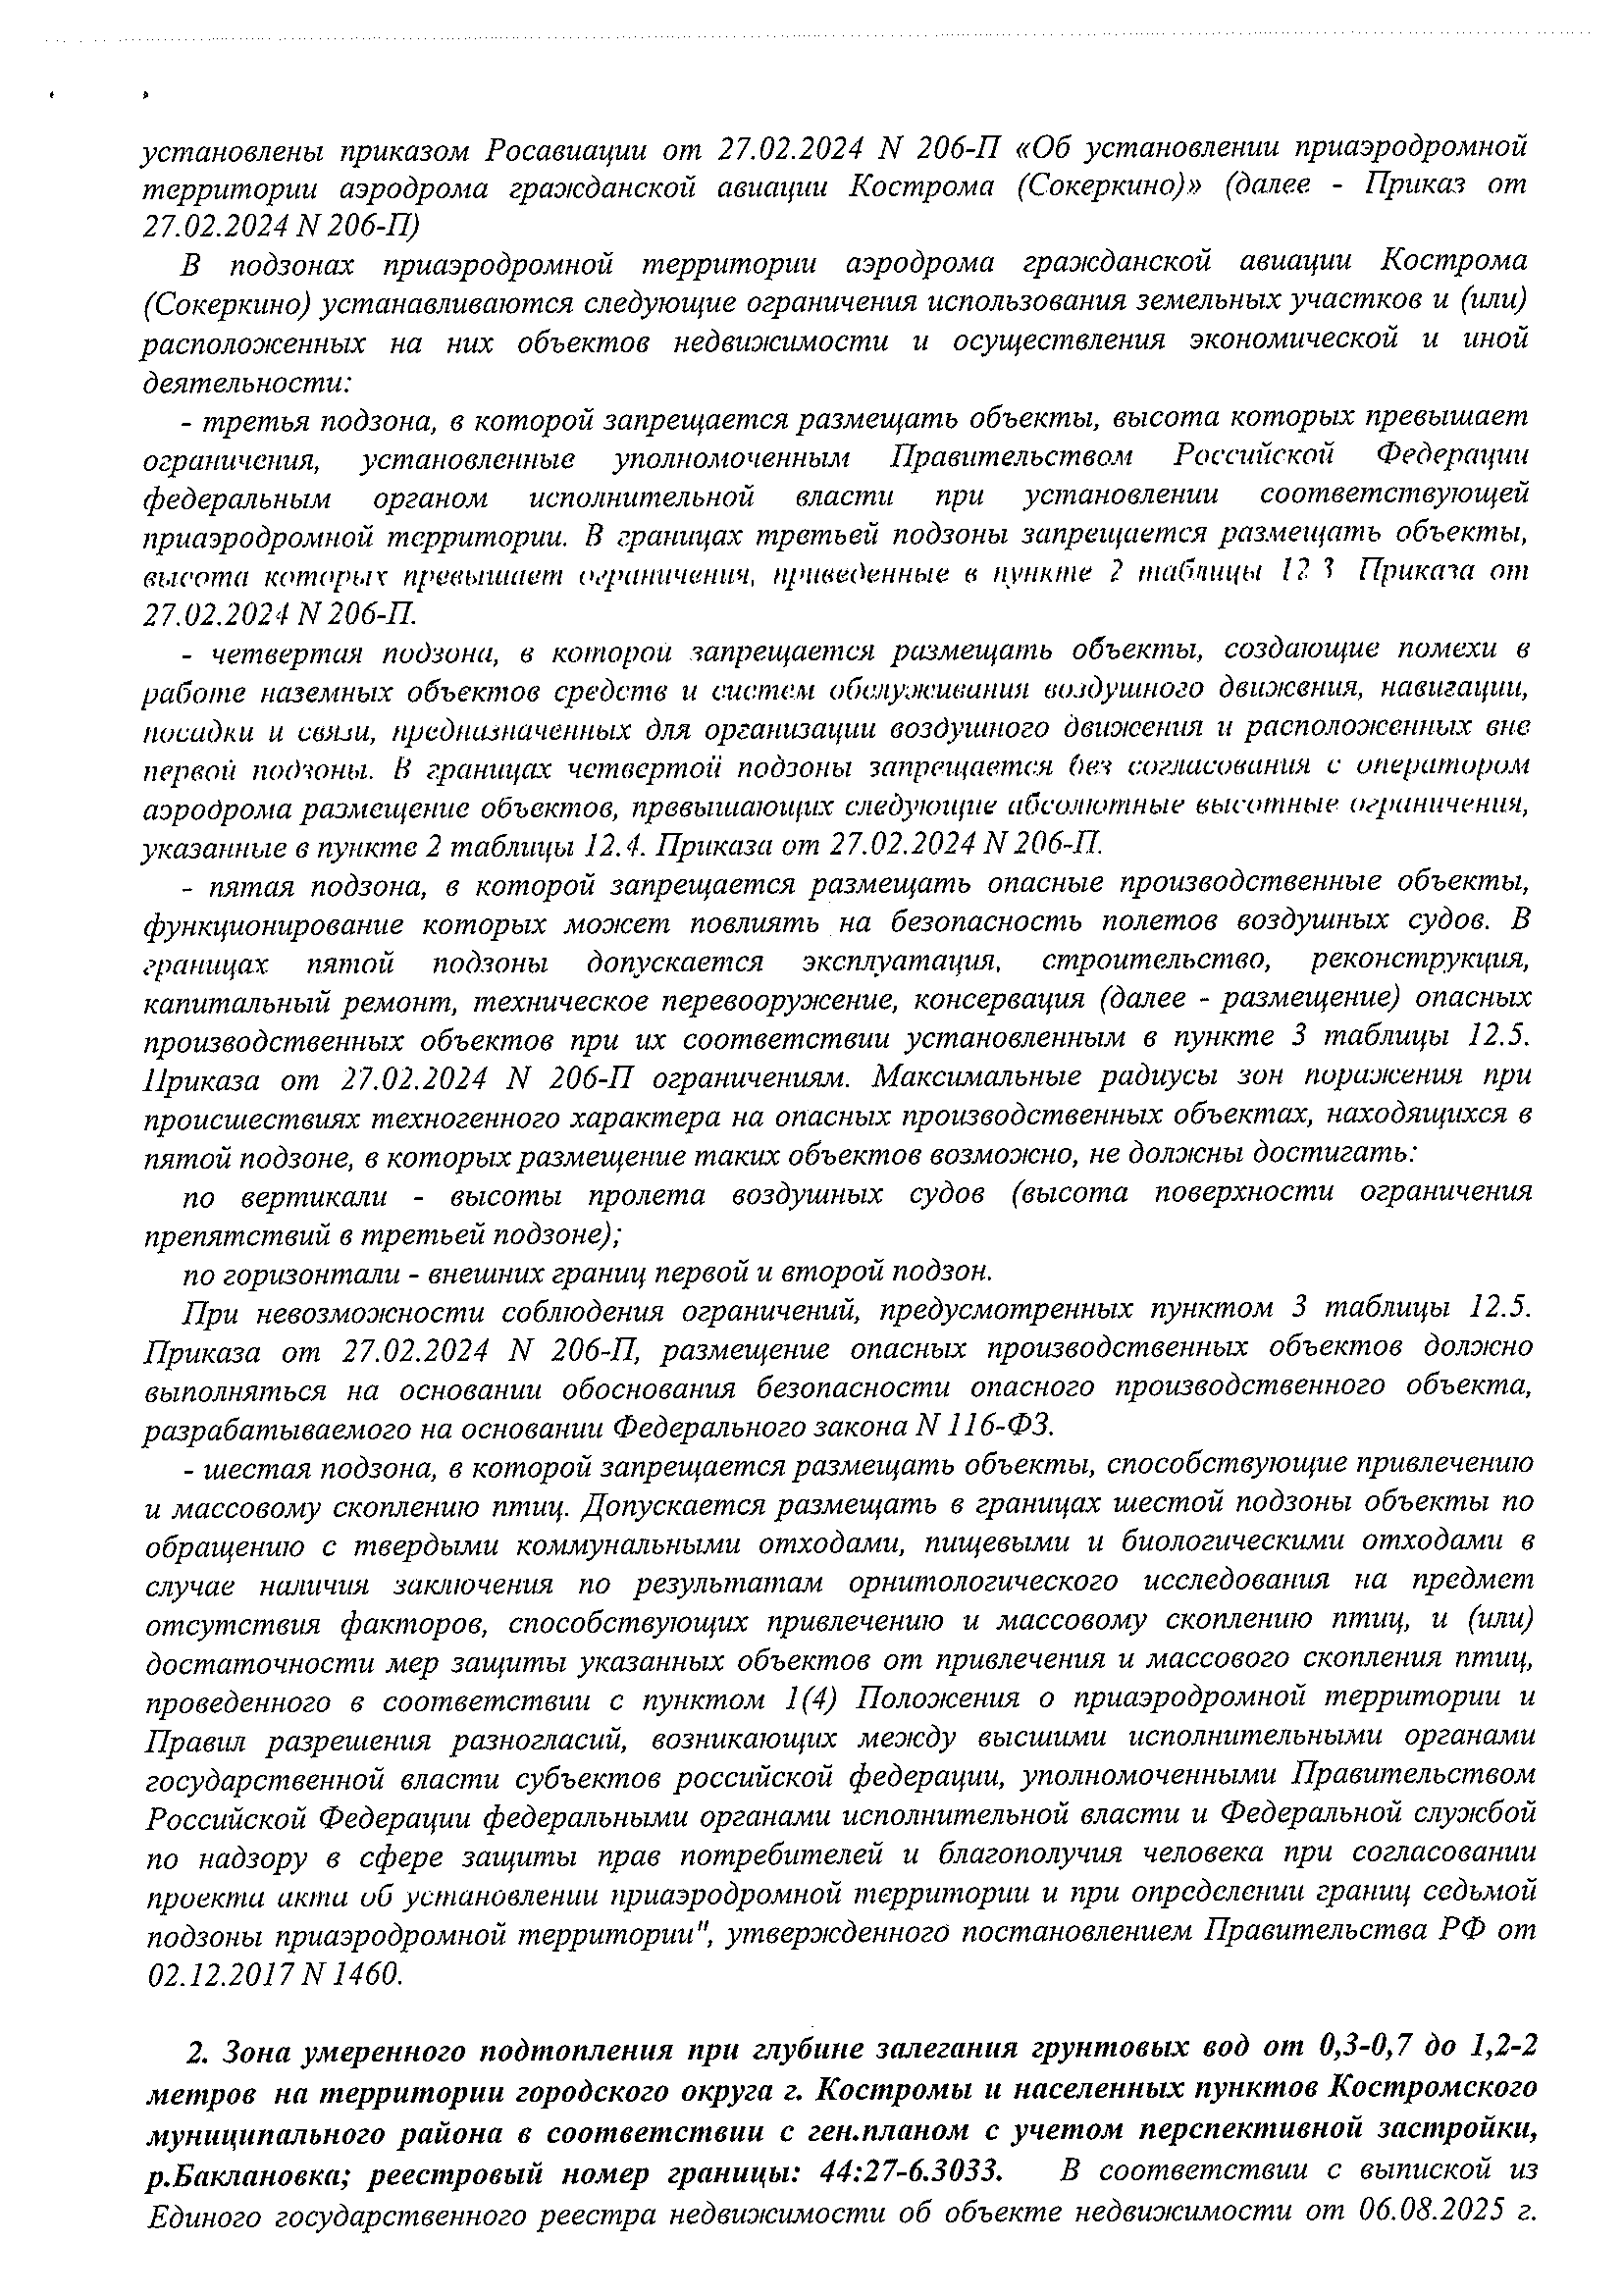 установлены приказом Росавиации от 27.02.2024 N 206-П «Об установлении приаэродромной
территории аэродрома гражданской авиации Кострома (Сокеркино)» (далее - Приказ от
27.02.2024 N 206-П)
В подзонах приаэродромной территории аэродрома гражданской авиации Кострома
(Сокеркино) устанавливаются следующие ограничения использования земельных участков и (или)
расположенных на них объектов недвижимости и осуществления экономической и иной
деятельности:
- третья подзона, в которой запрещается размещать объекты, высота которых превышает
ограничения, установленные уполномоченным Правительством Российской Федерации
федеральным органом исполнительной власти при установлении соответствующей
приаэродромной территории. В границах третьей подзоны запрещается размещать объекты,
высота которых превышает ограничения, приведенные в пункте 2 таблицы 12.3 Приказа от
27.02.2024 N 206-П.
- четвертая подзона, в которой запрещается размещать объекты, создающие помехи в
работе наземных объектов средств и систем обслуживания воздушного движения, навигации,
посадки и связи, предназначенных для организации воздушного движения и расположенных вне
первой подзоны. В границах четвертой подзоны запрещается без согласования с оператором
аэродрома размещение объектов, превышающих следующие абсолютные высотные ограничения,
указанные в пункте 2 таблицы 12.4. Приказа от 27.02.2024 N 206-П.
- пятая подзона, в которой запрещается размещать опасные производственные объекты,
функционирование которых может повлиять на безопасность полетов воздушных судов. В
границах пятой подзоны допускается эксплуатация, строительство, реконструкция,
капитальный ремонт, техническое перевооружение, консервация (далее - размещение) опасных
производственных объектов при их соответствии установленным в пункте 3 таблицы 12.5.
Приказа от 27.02.2024 N 206-П ограничениям. Максимальные радиусы зон поражения при
происшествиях техногенного характера на опасных производственных объектах, находящихся в
пятой подзоне, в которых размещение таких объектов возможно, не должны достигать:
по вертикали - высоты пролета воздушных судов (высота поверхности ограничения
препятствий в третьей подзоне);
по горизонтали - внешних границ первой и второй подзон.
При невозможности соблюдения ограничений, предусмотренных пунктом 3 таблицы 12.5.
Приказа от 27.02.2024 N 206-П, размещение опасных производственных объектов должно
выполняться на основании обоснования безопасности опасного производственного объекта,
разрабатываемого на основании Федерального закона N 116-ФЗ.
- шестая подзона, в которой запрещается размещать объекты, способствующие привлечению
и массовому скоплению птиц. Допускается размещать в границах шестой подзоны объекты по
обращению с твердыми коммунальными отходами, пищевыми и биологическими отходами в
случае наличия заключения по результатам орнитологического исследования на предмет
отсутствия факторов, способствующих привлечению и массовому скоплению птиц, и (или)
достаточности мер защиты указанных объектов от привлечения и массового скопления птиц,
проведенного в соответствии с пунктом 1(4) Положения о приаэродромной территории и
Правил разрешения разногласий, возникающих между высшими исполнительными органами
государственной власти субъектов российской федерации, уполномоченными Правительством
Российской Федерации федеральными органами исполнительной власти и Федеральной службой
по надзору в сфере защиты прав потребителей и благополучия человека при согласовании
проекта акта об установлении приаэродромной территории и при определении границ седьмой
подзоны приаэродромной территории", утвержденного постановлением Правительства РФ от
02.12.2017 N 1460.
2. Зона умеренного подтопления при глубине залегания грунтовых вод от 0,3-0,7 до 1,2-2
метров на территории городского округа г. Костромы и населенных пунктов Костромского
муниципального района в соответствии с ген.планом с учетом перспективной застройки,
р.Баклановка; реестровый номер границы: 44:27-6.3033. В соответствии с выпиской из
Единого государственного реестра недвижимости об объекте недвижимости от 06.08.2025 г.